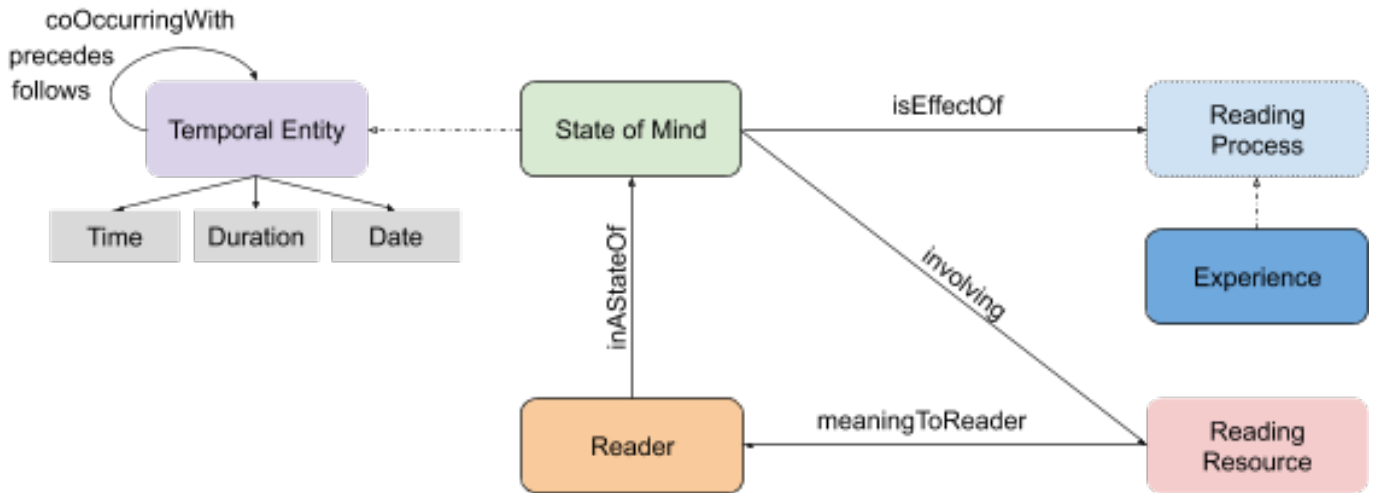 coOccurringWith
precedes
follows
Temporal Entity
State of Mind
isEffectOf
Reading
Process
Time
Duration
Date
inAStateOf
involving
Experience
Reader
meaningToReader
Reading
Resource